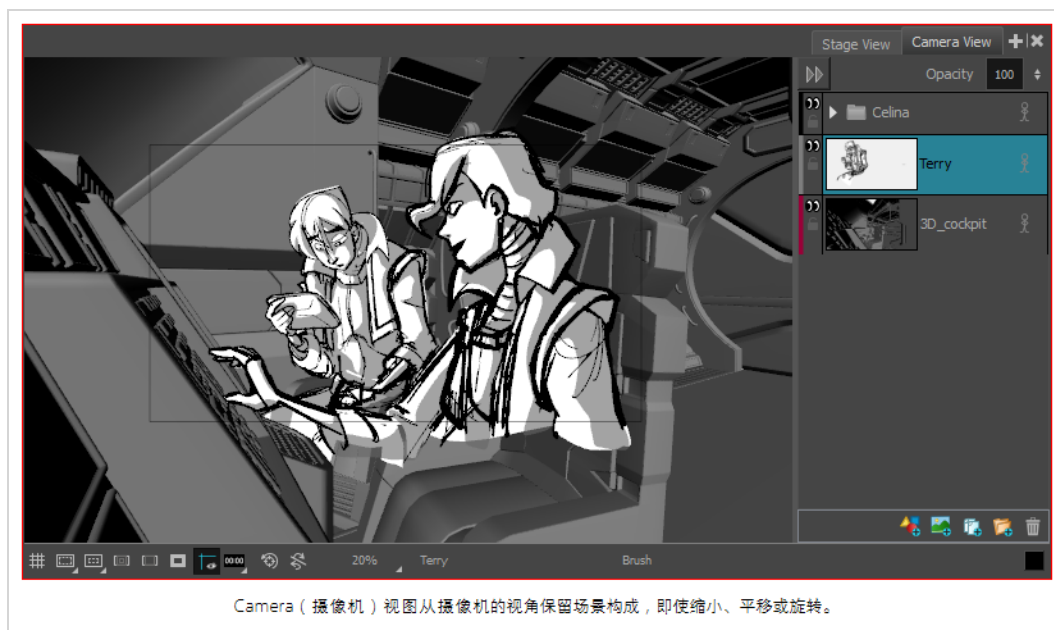 Stage View Camera View
Opacity 100
Celina
Terry
3D_cockpit
00:00 20% Terry Brush
Camera ( 摄像机 ) 视图从摄像机的视角保留场景构成，即使缩小、平移或旋转。